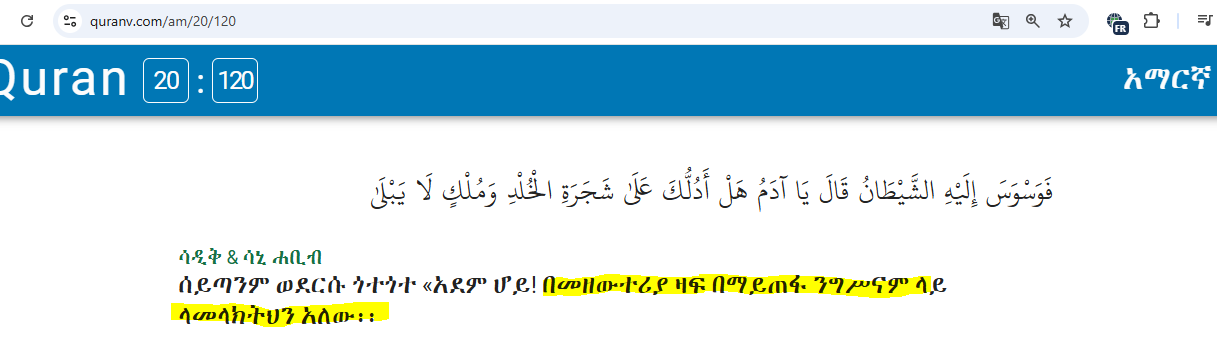 quranv.com/am/20/120
FR
Quran 20 : 120 አማርኛ
فَوَسْوَسَ إِلَيْهِ الشَّيْطَانُ قَالَ يَا آدَمُ هَلْ أَدُلُّكَ عَلَىٰ شَجَرَةِ الْخُلْدِ وَمُلْكٍ لَا يَبْلَىٰ
ሳዲቅ & ሳኒ ሐቢብ
ሰይጣንም ወደርሱ ጎተጎተ «አደም ሆይ! በመዘውተሪያ ዛፍ በማይጠፋ ንግሥናም ላይ
ላመላክትህን አለው፡፡